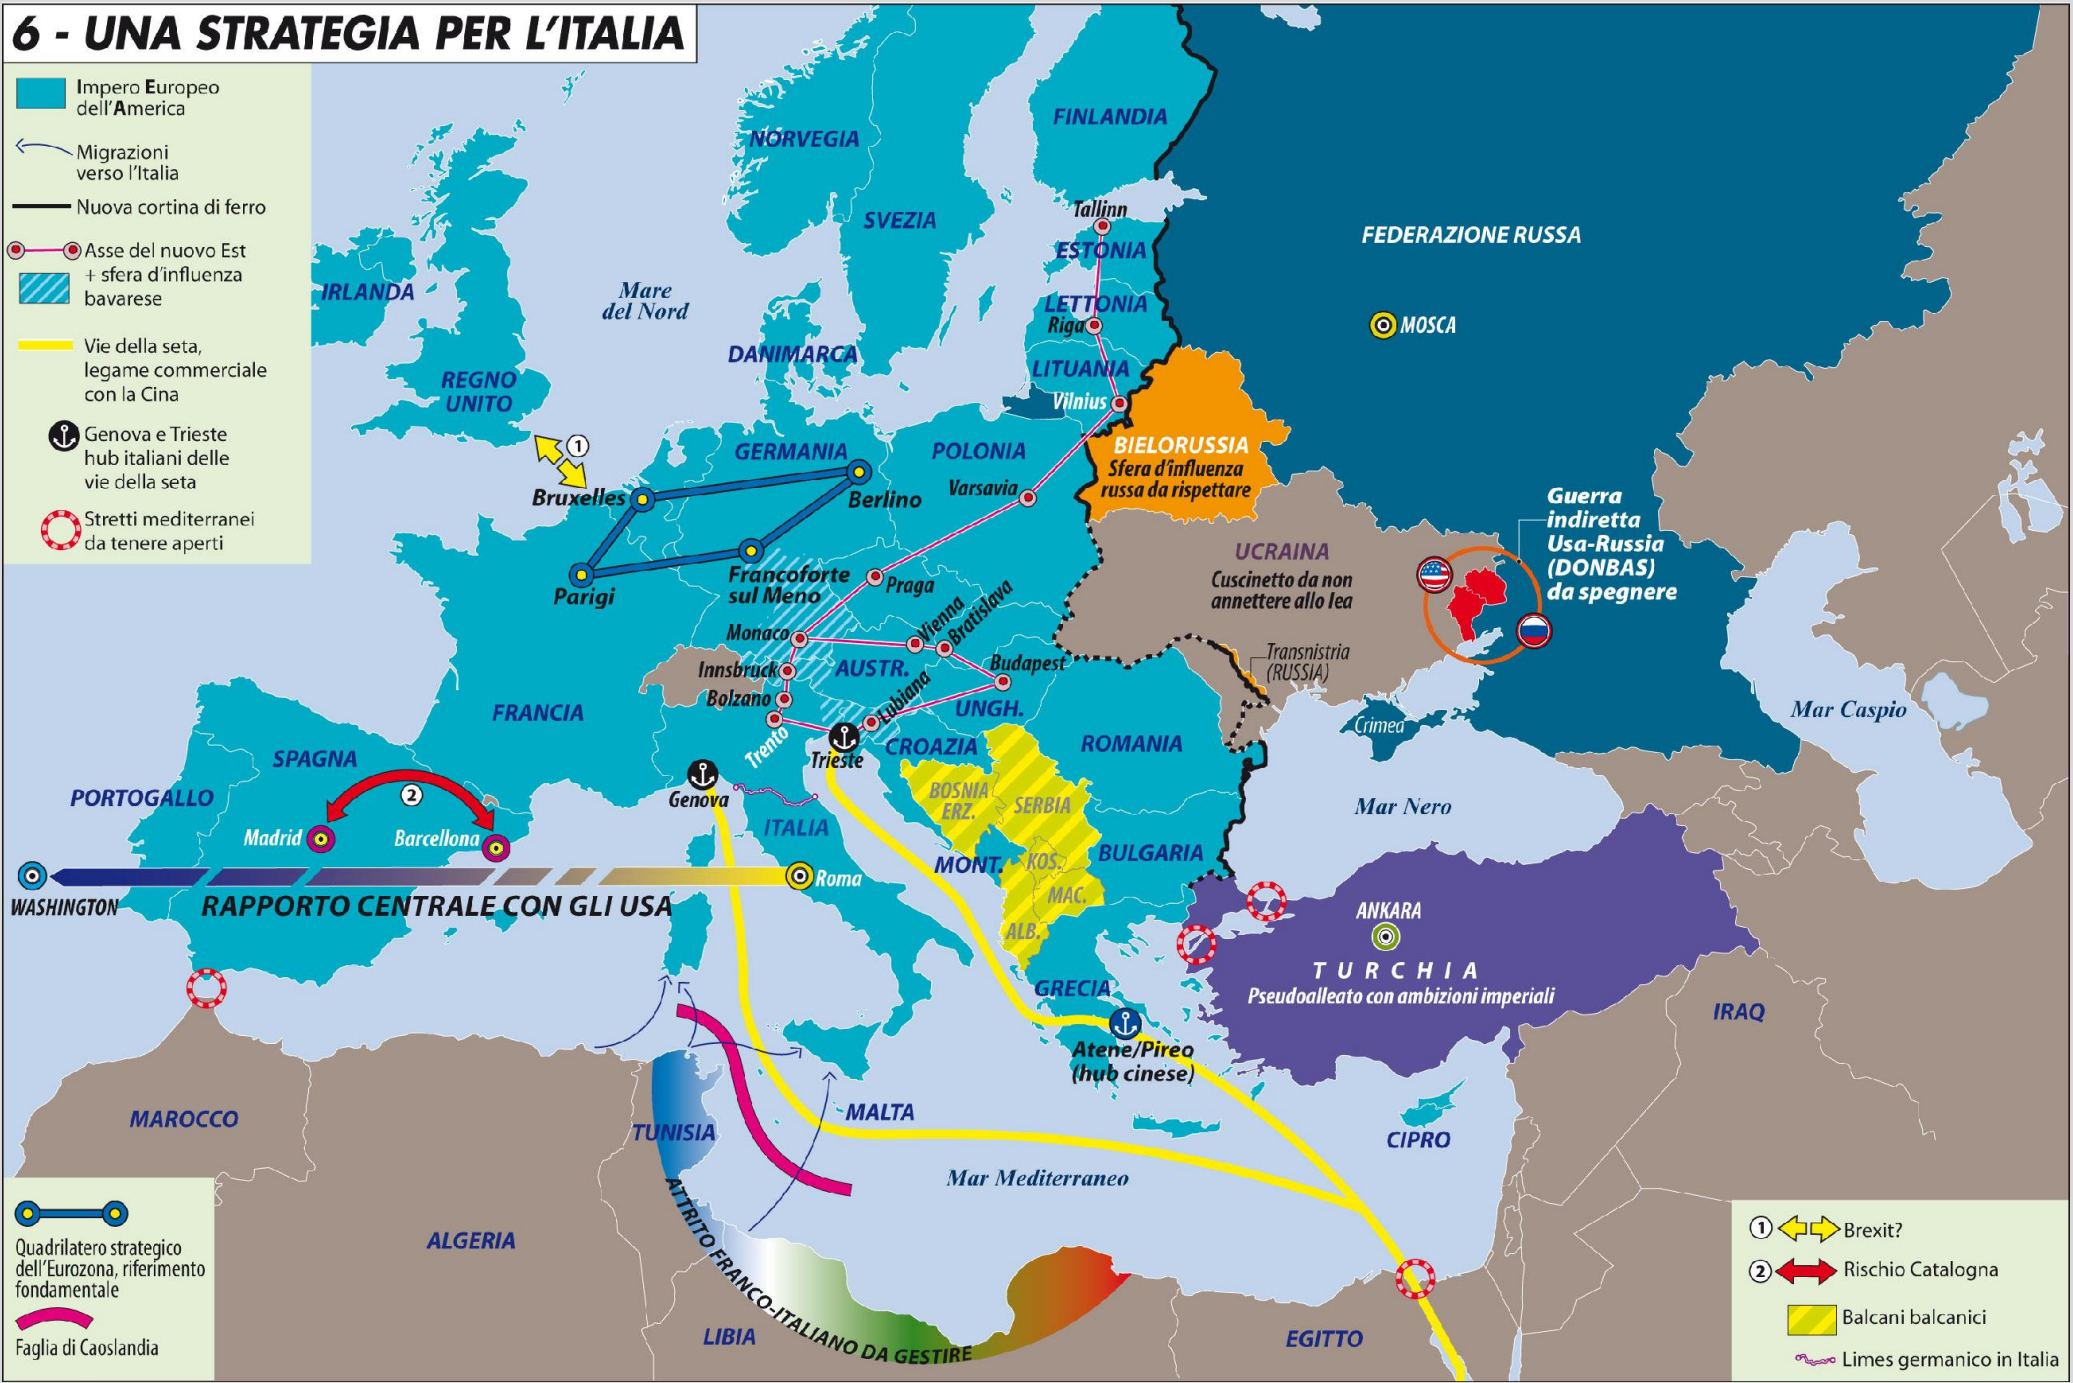 6 - UNA STRATEGIA PER L'ITALIA
Impero Europeo
dell'America
Migrazioni
verso l'Italia
Nuova cortina di ferro
Asse del nuovo Est
+ sfera d'influenza
bavarese
Vie della seta,
legame commerciale
con la Cina
Genova e Trieste
hub italiani delle
vie della seta
Stretti mediterranei
da tenere aperti
NORVEGIA
FINLANDIA
SVEZIA
Tallinn
ESTONIA
LETTONIA
Riga
LITUANIA
Vilnius
FEDERAZIONE RUSSA
MOSCA
IRLANDA
Mare
del Nord
DANIMARCA
REGNO
UNITO
1
GERMANIA
POLONIA
BIELORUSSIA
Sfera d'influenza
russa da rispettare
Bruxelles
Berlino
Varsavia
Guerra
indiretta
Usa-Russia
(DONBAS)
da spegnere
UCRAINA
Cuscinetto da non
annettere allo Iea
Parigi
Francoforte
sul Meno
Praga
Monaco
Vienna
Bratislava
Innsbruck
AUSTR.
Budapest
Transnistria
(RUSSIA)
Bolzano
Lubiana
UNGH.
FRANCIA
Trento
Trieste
CROAZIA
ROMANIA
Crimea
Mar Caspio
SPAGNA
PORTOGALLO
2
Genova
BOSNIA
ERZ.
SERBIA
Mar Nero
Madrid
Barcellona
ITALIA
MONT.
KOS.
BULGARIA
WASHINGTON
RAPPORTO CENTRALE CON GLI USA
Roma
MAC.
ALB.
ANKARA
TURCHIA
Pseudoalleato con ambizioni imperiali
GRECIA
Atene/Pireo
(hub cinese)
IRAQ
MAROCCO
TUNISIA
MALTA
CIPRO
Mar Mediterraneo
ALGERIA
ATTRITO FRANCO-ITALIANO DA GESTIRE
LIBIA
EGITTO
Quadrilatero strategico
dell'Eurozona, riferimento
fondamentale
Faglia di Caoslandia
1 Brexit?
2 Rischio Catalogna
Balcani balcanici
Limes germanico in Italia